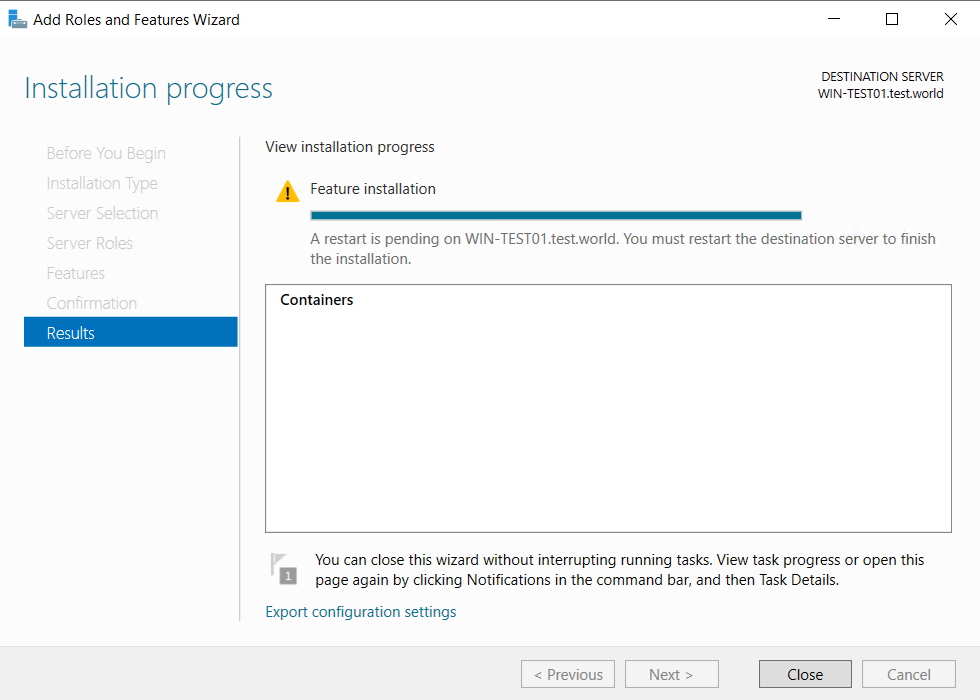 Add Roles and Features Wizard
Installation progress
DESTINATION SERVER
WIN-TEST01.test.world
Before You Begin
Installation Type
Server Selection
Server Roles
Features
Confirmation
Results
View installation progress
Feature installation
A restart is pending on WIN-TEST01.test.world. You must restart the destination server to finish
the installation.
Containers
1
You can close this wizard without interrupting running tasks. View task progress or open this
page again by clicking Notifications in the command bar, and then Task Details.
Export configuration settings
< Previous
Next >
Close
Cancel